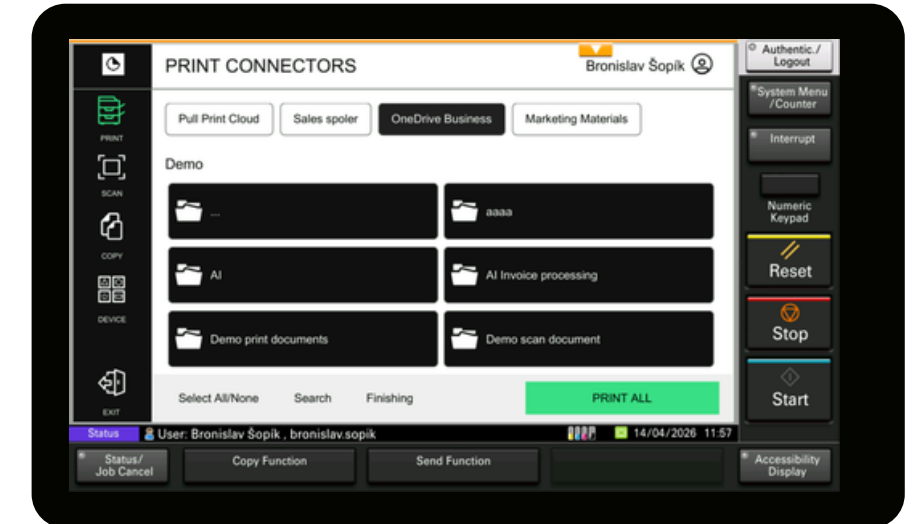 PRINT CONNECTORS
Bronislav Šopík
Authentic./
Logout
System Menu
/Counter
Interrupt
Numeric
Keypad
Reset
Stop
Start
PRINT
SCAN
COPY
DEVICE
EXIT
Pull Print Cloud
Sales spoler
OneDrive Business
Marketing Materials
Demo
...
aaaa
AI
AI Invoice processing
Demo print documents
Demo scan document
Select All/None
Search
Finishing
PRINT ALL
Status
User: Bronislav Šopík , bronislav.sopik
14/04/2026 11:57
Status/
Job Cancel
Copy Function
Send Function
Accessibility
Display